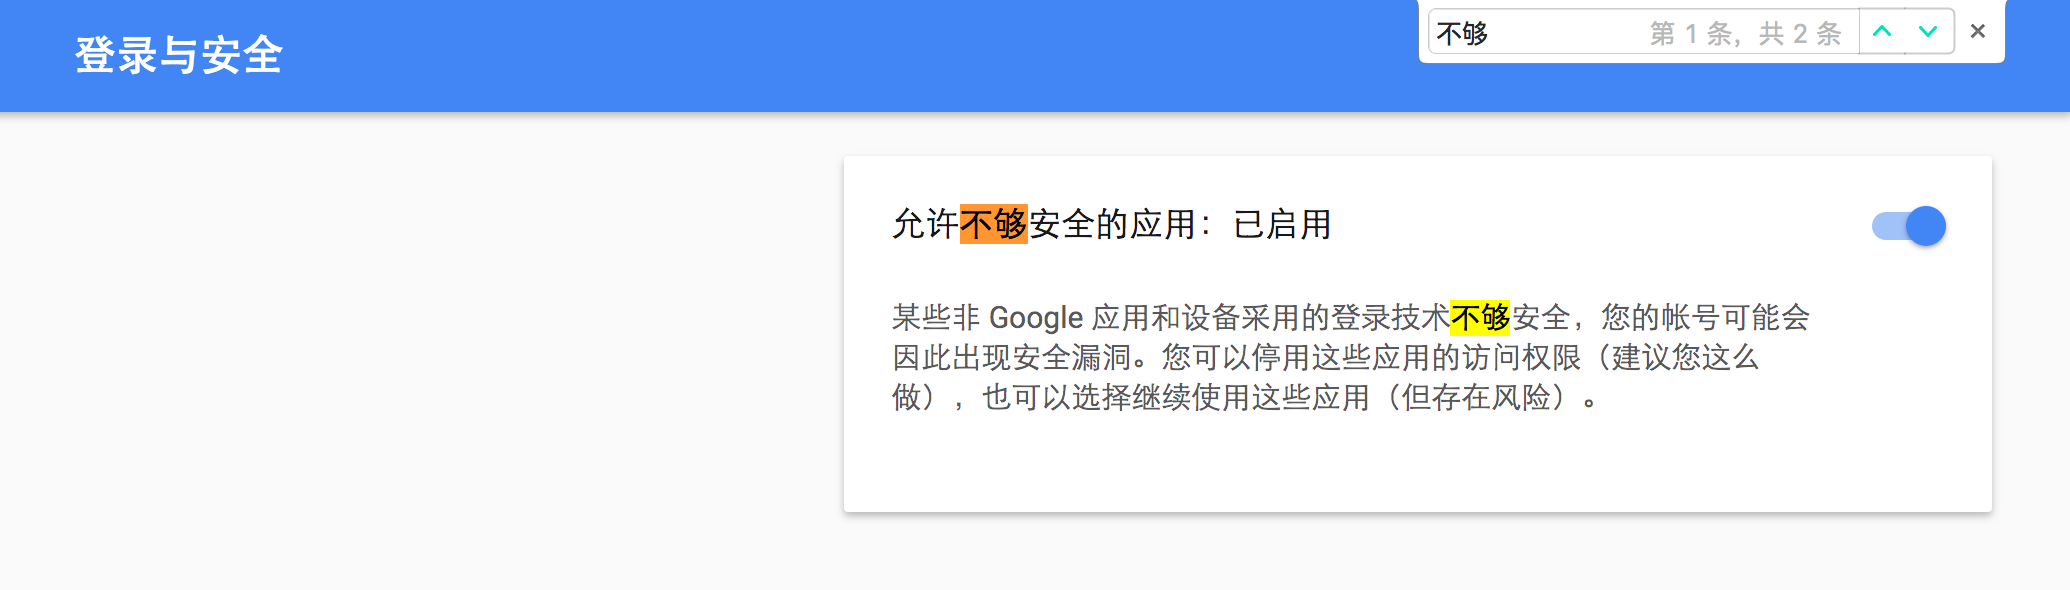 登录与安全
不够 第 1 条，共 2 条
允许不够安全的应用：已启用
某些非 Google 应用和设备采用的登录技术不够安全，您的帐号可能会
因此出现安全漏洞。您可以停用这些应用的访问权限（建议您这么
做），也可以选择继续使用这些应用（但存在风险）。